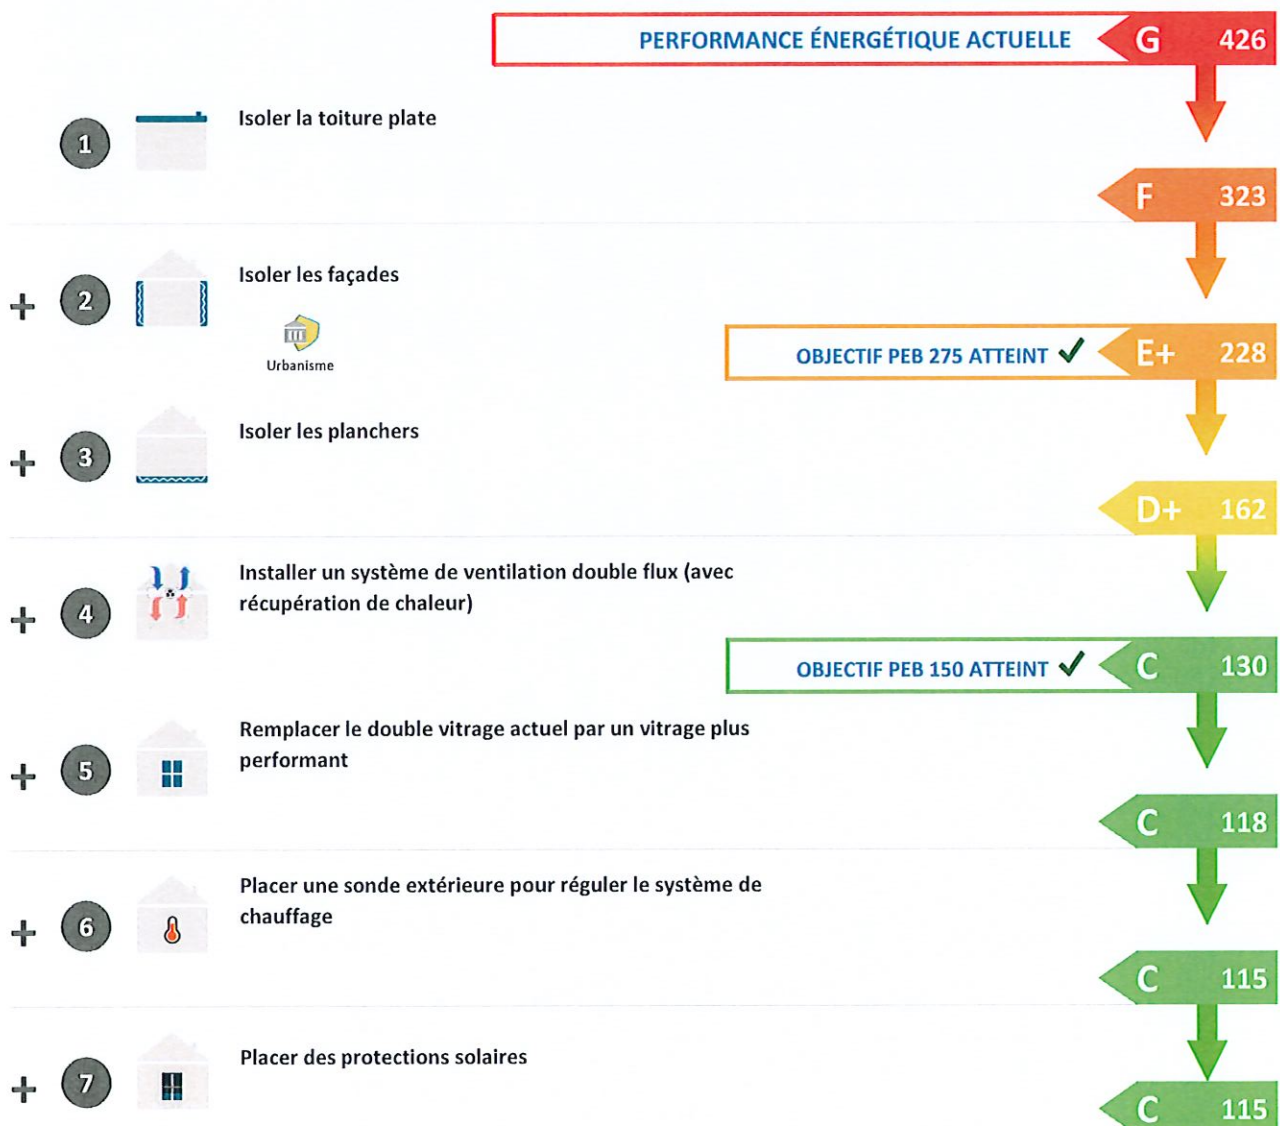 PERFORMANCE ÉNERGÉTIQUE ACTUELLE G 426
1 Isoler la toiture plate
F 323
+ 2 Isoler les façades
Urbanisme
OBJECTIF PEB 275 ATTEINT ✓ E+ 228
+ 3 Isoler les planchers
D+ 162
+ 4 Installer un système de ventilation double flux (avec
récupération de chaleur)
OBJECTIF PEB 150 ATTEINT ✓ C 130
+ 5 Remplacer le double vitrage actuel par un vitrage plus
performant
C 118
+ 6 Placer une sonde extérieure pour réguler le système de
chauffage
C 115
+ 7 Placer des protections solaires
C 115